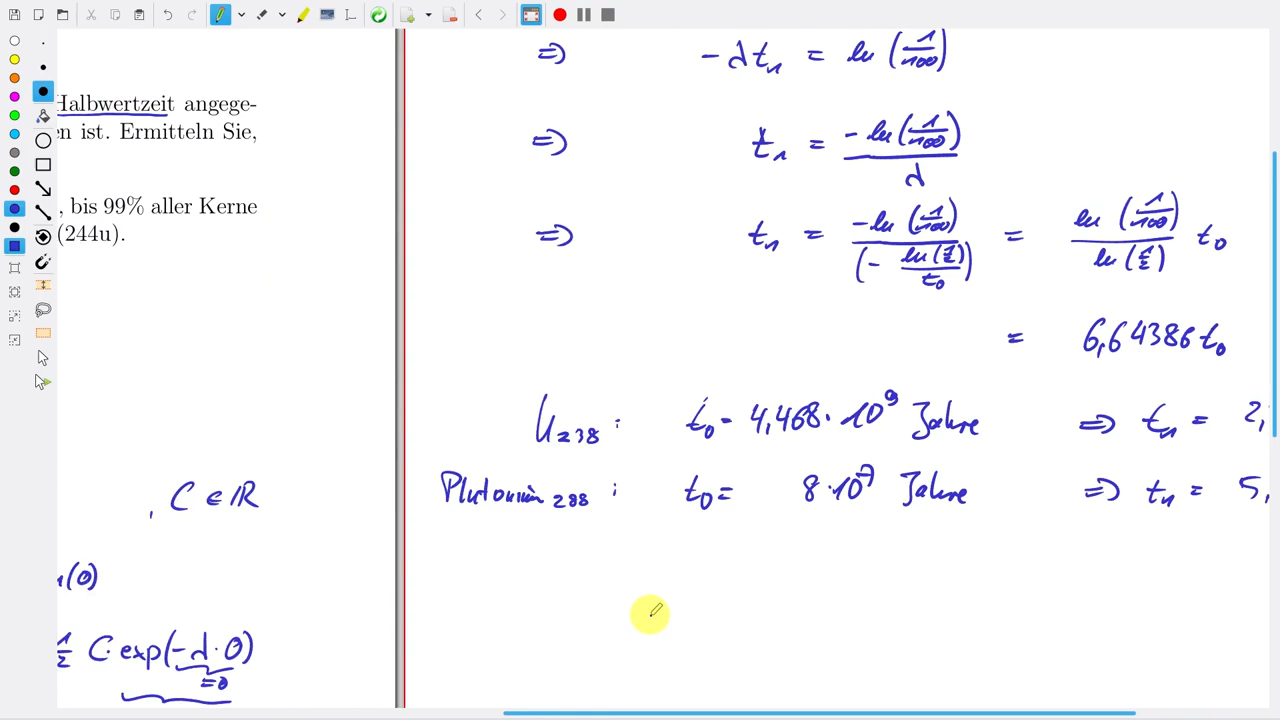 Halbwertzeit angege-
en ist. Ermitteln Sie,
, bis 99% aller Kerne
(244u).
, C ∈ ℝ
(0)
1/2 C·exp(-λ·0)
=0
⇒ -λt₁ = ln(1/100)
⇒ t₁ = -ln(1/100)/λ
⇒ t₁ = -ln(1/100)/(-ln(1/2)/t₀) = ln(1/100)/ln(1/2) t₀
= 6,64386 t₀
U₂₃₈ : t₀ = 4,468·10⁹ Jahre ⇒ t₁ = 2,
Plutonium₂₈₈ : t₀ = 8·10⁷ Jahre ⇒ t₁ = 5,